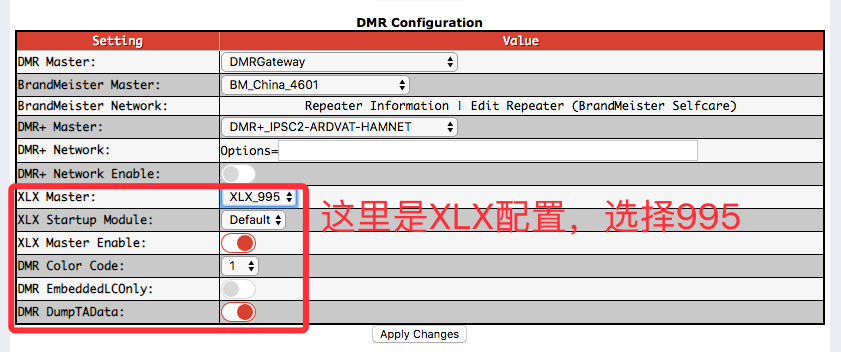 DMR Configuration
Setting Value
DMR Master: DMRGateway
BrandMeister Master: BM_China_4601
BrandMeister Network: Repeater Information | Edit Repeater (BrandMeister Selfcare)
DMR+ Master: DMR+_IPSC2-ARDVAT-HAMNET
DMR+ Network: Options=
DMR+ Network Enable:
XLX Master: XLX_995
XLX Startup Module: Default
这里是XLX配置，选择995
XLX Master Enable:
DMR Color Code: 1
DMR EmbeddedLCOnly:
DMR DumpTAData:
Apply Changes